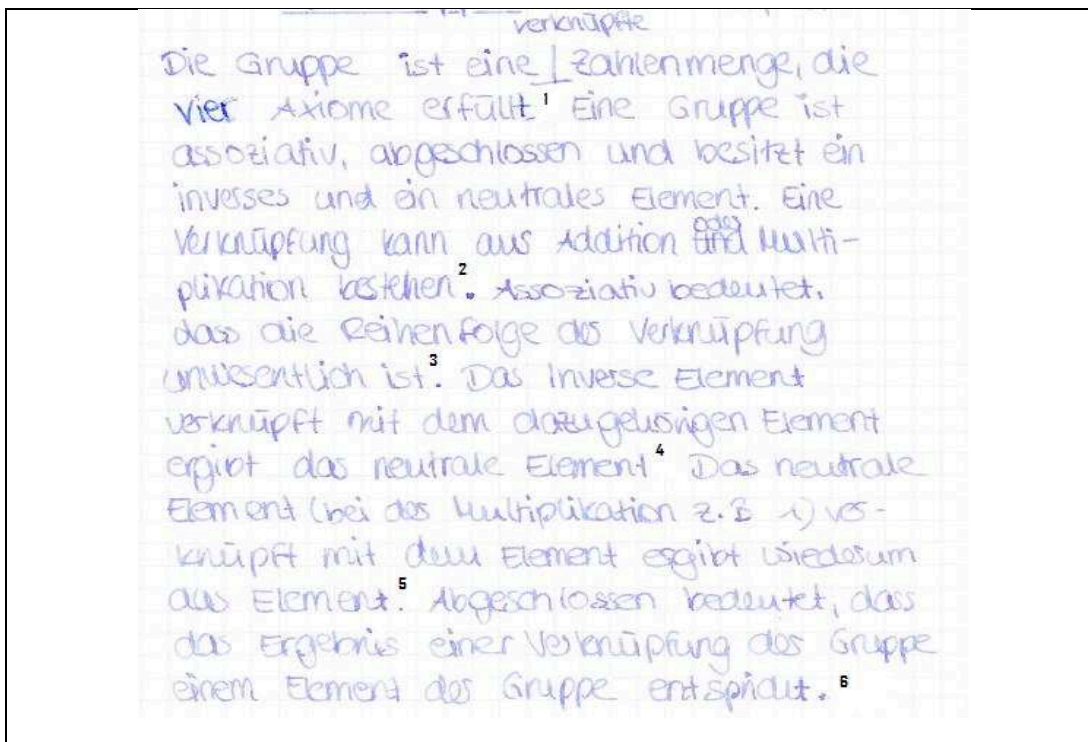 verknüpfte
Die Gruppe ist eine Zahlenmenge, die
vier Axiome erfüllt 1 Eine Gruppe ist
assoziativ, abgeschlossen und besitzt ein
inverses und ein neutrales Element. Eine
Verknüpfung kann aus Addition und oder Multi-
plikation bestehen 2. Assoziativ bedeutet,
dass die Reihenfolge der Verknüpfung
unwesentlich ist 3. Das inverse Element
verknüpft mit dem dazugehörigen Element
ergibt das neutrale Element 4 Das neutrale
Element (bei der Multiplikation z.B 1) ver-
knüpft mit dem Element ergibt wiederum
das Element. 5 Abgeschlossen bedeutet, dass
das Ergebnis einer Verknüpfung der Gruppe
einem Element der Gruppe entspricht. 6